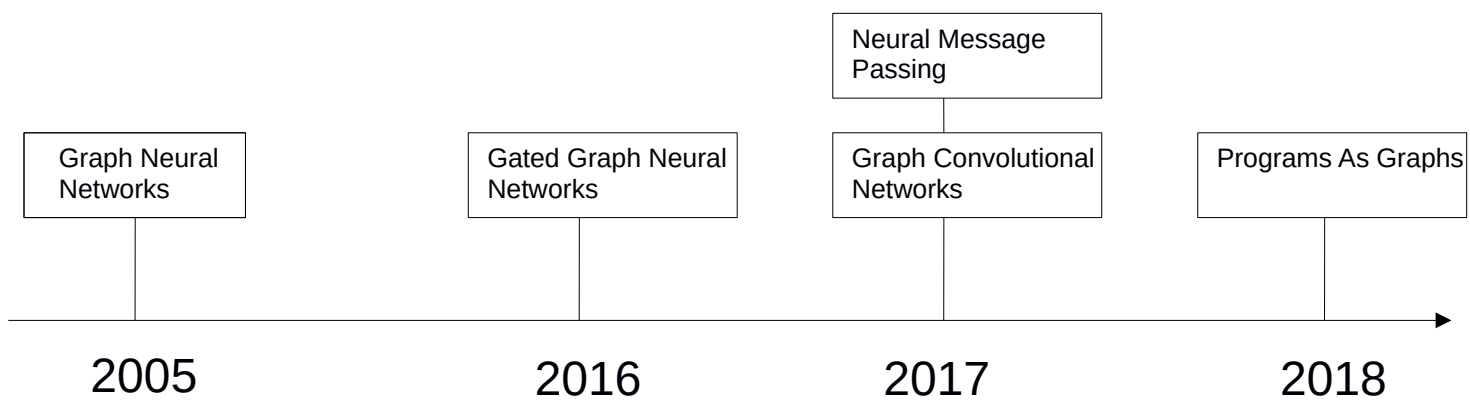 Neural Message
Passing
Graph Neural
Networks
Gated Graph Neural
Networks
Graph Convolutional
Networks
Programs As Graphs
2005
2016
2017
2018